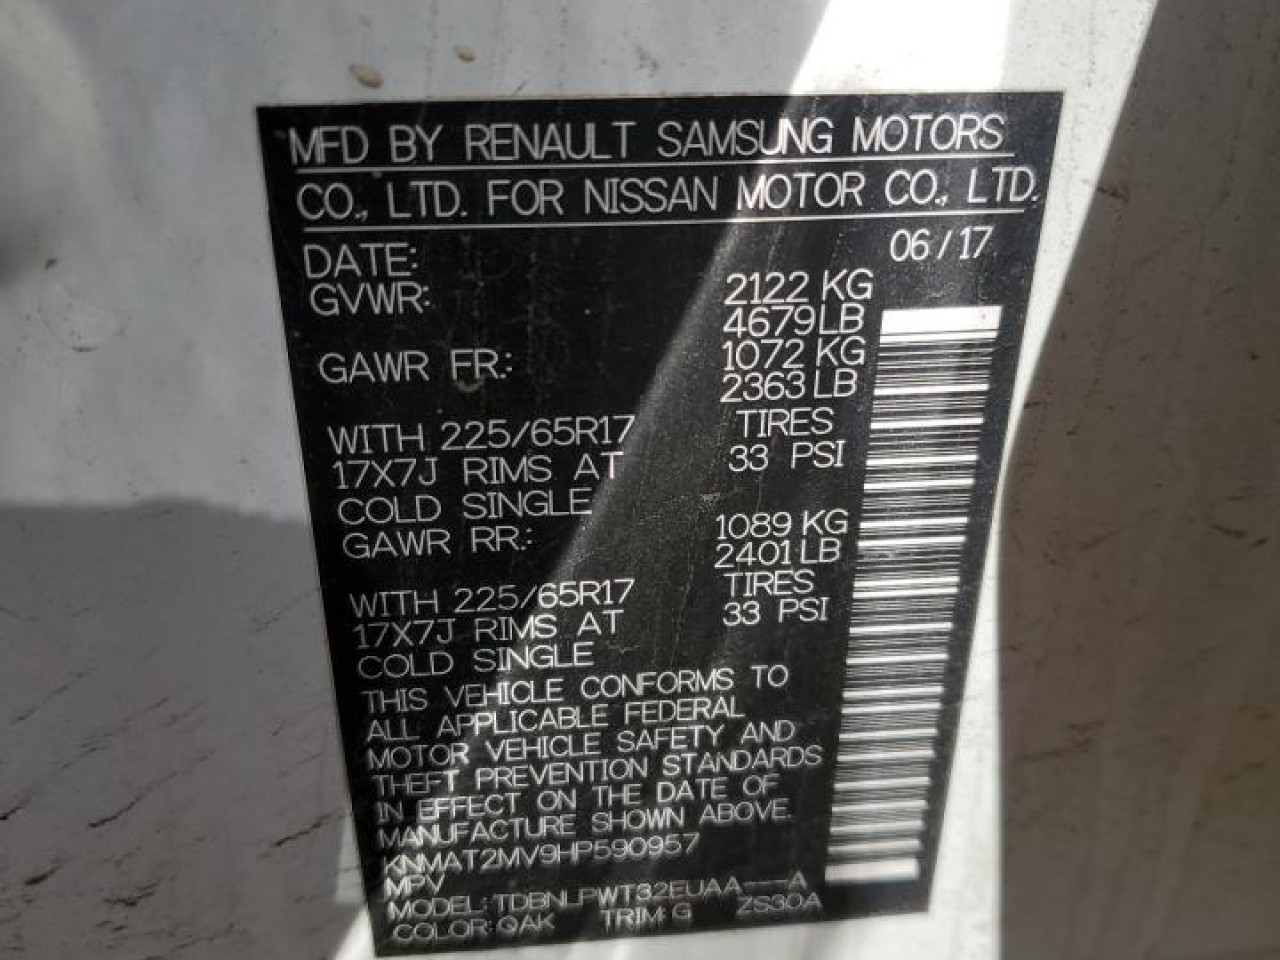 MFD BY RENAULT SAMSUNG MOTORS
CO., LTD. FOR NISSAN MOTOR CO., LTD.
DATE: 06/17
GVWR: 2122 KG
4679 LB
GAWR FR.: 1072 KG
2363 LB
WITH 225/65R17 TIRES
17X7J RIMS AT 33 PSI
COLD SINGLE
GAWR RR.: 1089 KG
2401 LB
WITH 225/65R17 TIRES
17X7J RIMS AT 33 PSI
COLD SINGLE
THIS VEHICLE CONFORMS TO
ALL APPLICABLE FEDERAL
MOTOR VEHICLE SAFETY AND
THEFT PREVENTION STANDARDS
IN EFFECT ON THE DATE OF
MANUFACTURE SHOWN ABOVE.
KNMAT2MV9HP590957
MPV
MODEL: TDBNLPWT32EUAA---A
COLOR: QAK TRIM: G ZS30A